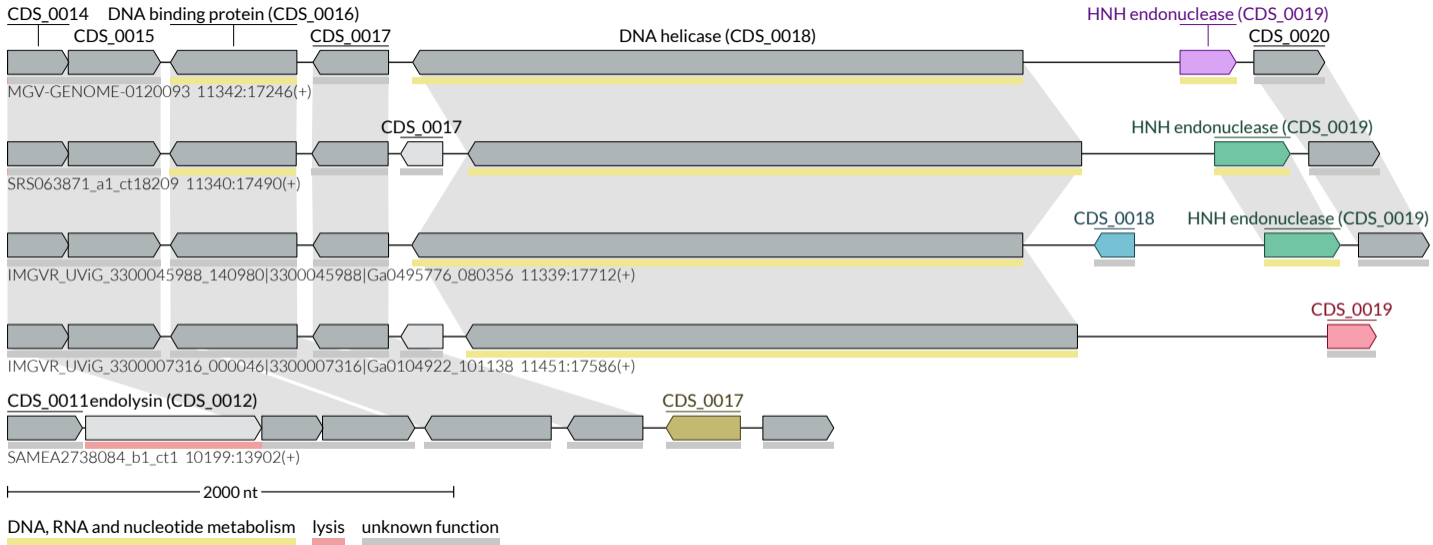 CDS_0014 DNA binding protein (CDS_0016) HNH endonuclease (CDS_0019)
CDS_0015 CDS_0017 DNA helicase (CDS_0018) CDS_0020
MGV-GENOME-0120093 11342:17246(+)
CDS_0017 HNH endonuclease (CDS_0019)
SRS063871_a1_ct18209 11340:17490(+)
CDS_0018 HNH endonuclease (CDS_0019)
IMGVR_UViG_3300045988_140980|3300045988|Ga0495776_080356 11339:17712(+)
CDS_0019
IMGVR_UViG_3300007316_000046|3300007316|Ga0104922_101138 11451:17586(+)
CDS_0011 endolysin (CDS_0012) CDS_0017
SAMEA2738084_b1_ct1 10199:13902(+)
2000 nt
DNA, RNA and nucleotide metabolism lysis unknown function